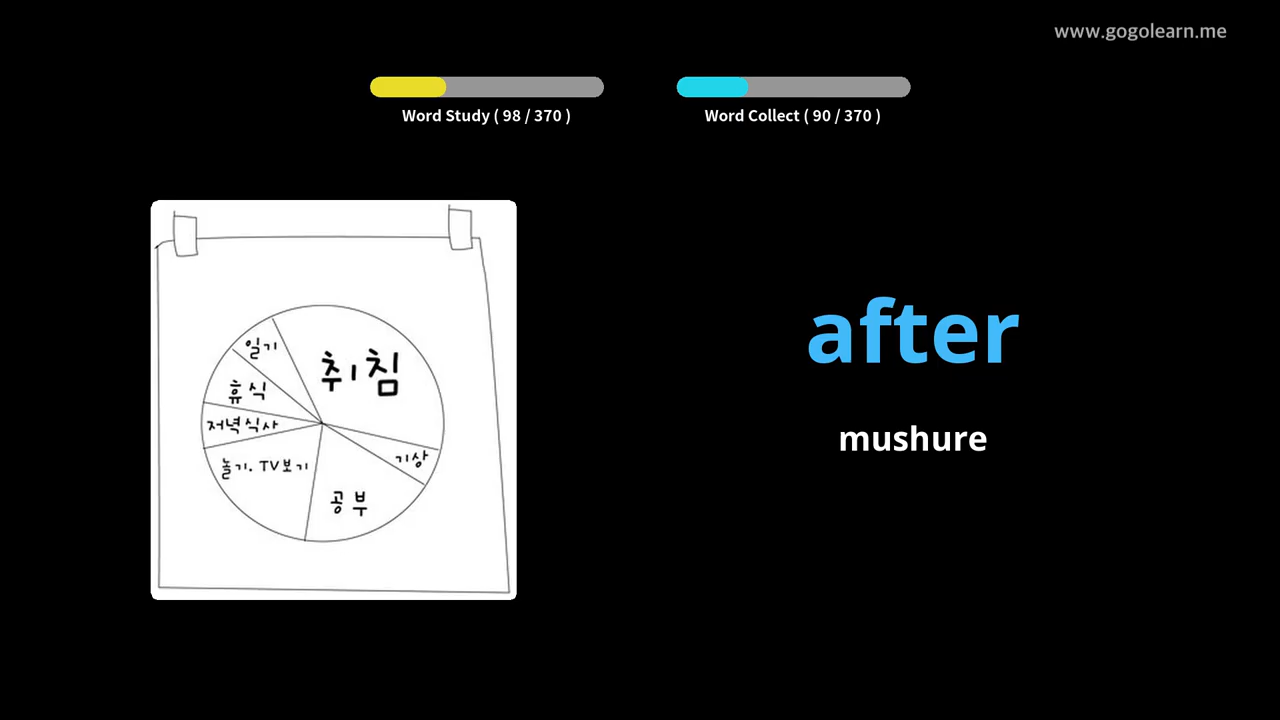 www.gogolearn.me
Word Study ( 98 / 370 )
Word Collect ( 90 / 370 )
일기
취침
휴식
저녁식사
놀기. TV보기
기상
공부
after
mushure